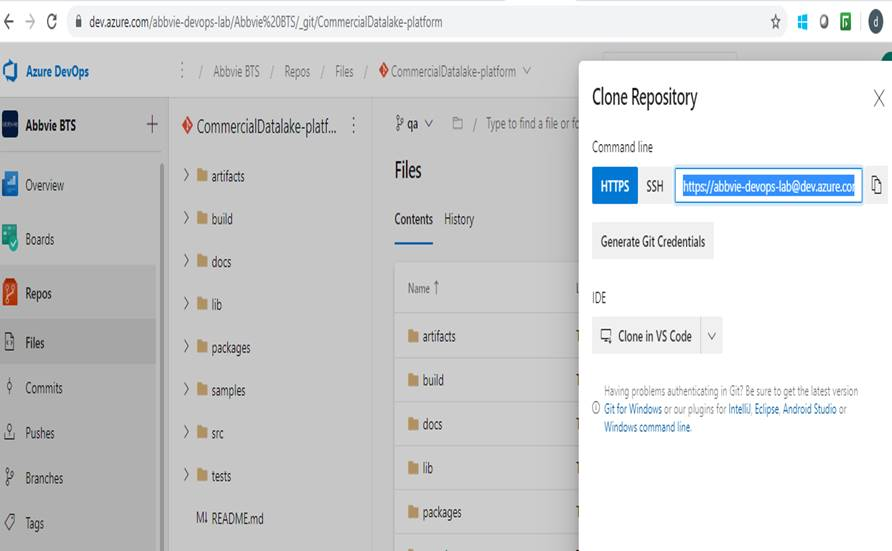 dev.azure.com/abbvie-devops-lab/Abbvie%20BTS/_git/CommercialDatalake-platform
d
Azure DevOps
/ Abbvie BTS / Repos / Files / CommercialDatalake-platform
Abbvie BTS
Overview
Boards
Repos
Files
Commits
Pushes
Branches
Tags
CommercialDatalake-platf...
artifacts
build
docs
lib
packages
samples
src
tests
M↓ README.md
qa
/ Type to find a file or fo
Files
Contents
History
Name ↑
artifacts
build
docs
lib
packages
Clone Repository
Command line
HTTPS
SSH
https://abbvie-devops-lab@dev.azure.co
Generate Git Credentials
IDE
Clone in VS Code
Having problems authenticating in Git? Be sure to get the latest version
Git for Windows or our plugins for IntelliJ, Eclipse, Android Studio or
Windows command line.